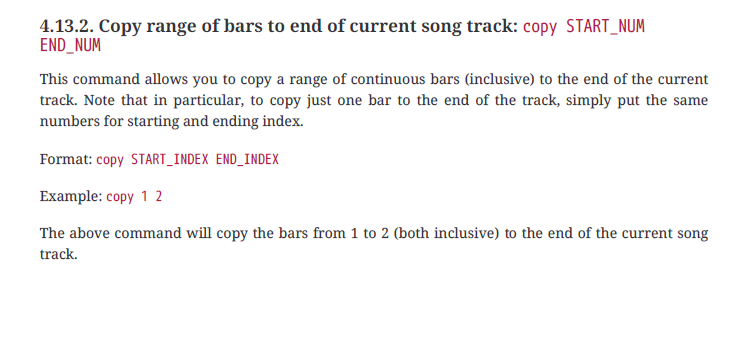 4.13.2. Copy range of bars to end of current song track: copy START_NUM
END_NUM
This command allows you to copy a range of continuous bars (inclusive) to the end of the current
track. Note that in particular, to copy just one bar to the end of the track, simply put the same
numbers for starting and ending index.
Format: copy START_INDEX END_INDEX
Example: copy 1 2
The above command will copy the bars from 1 to 2 (both inclusive) to the end of the current song
track.